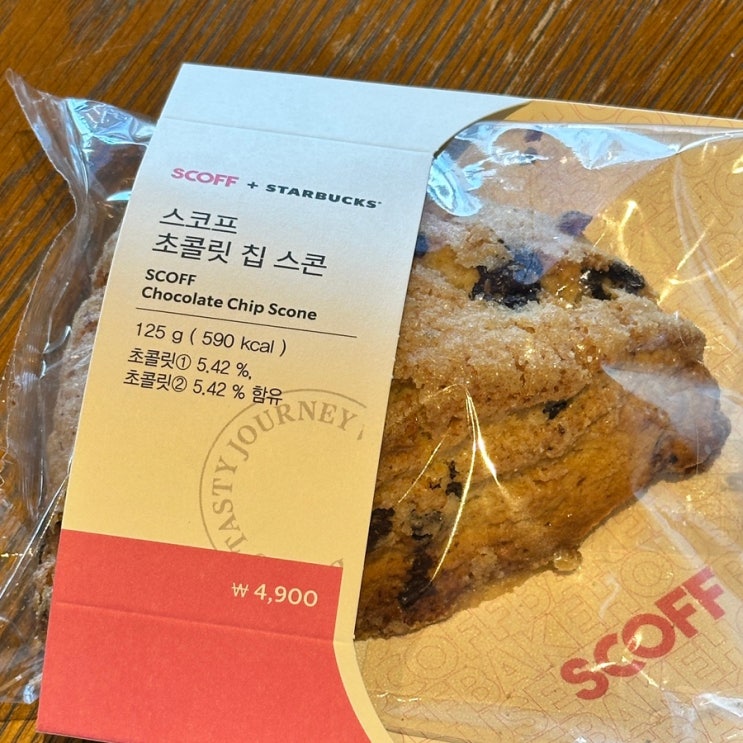 SCOFF + STARBUCKS
스코프
초콜릿 칩 스콘
SCOFF
Chocolate Chip Scone
125 g ( 590 kcal )
초콜릿① 5.42 %,
초콜릿② 5.42 % 함유
TASTY JOURNEY
₩ 4,900
SCOFF